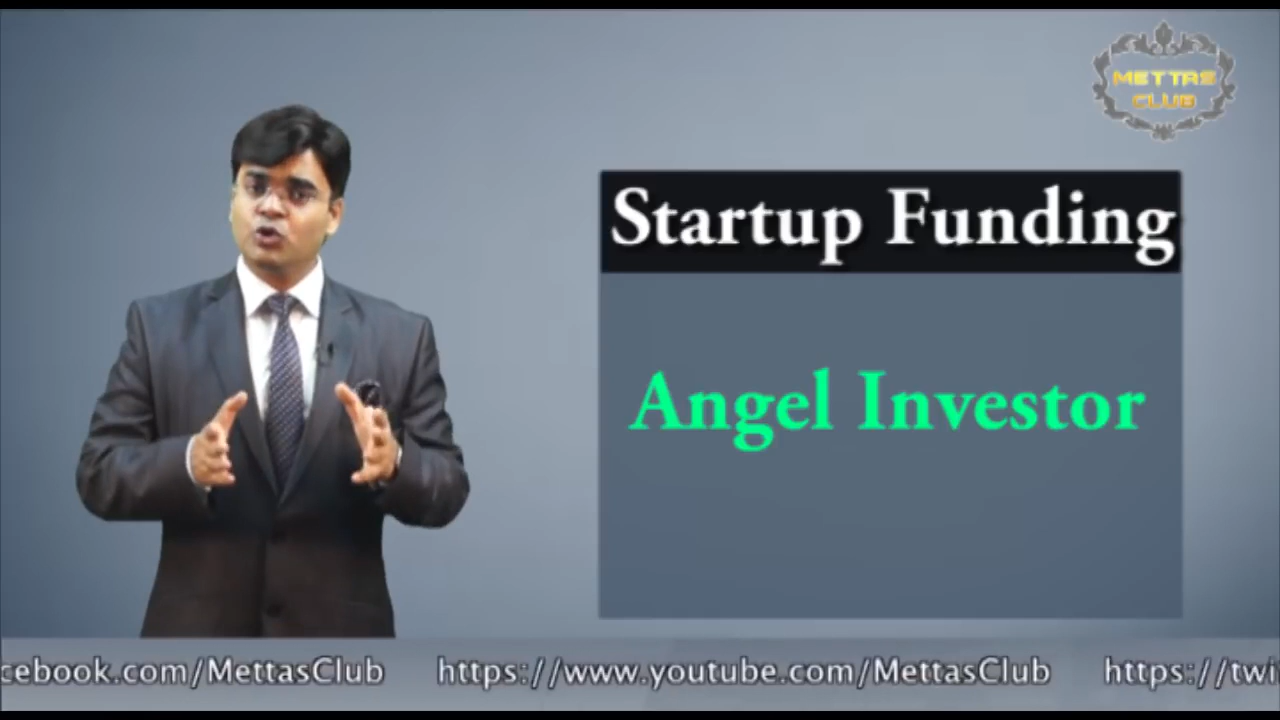 METTAS
CLUB
Startup Funding
Angel Investor
cebook.com/MettasClub https://www.youtube.com/MettasClub https://twi